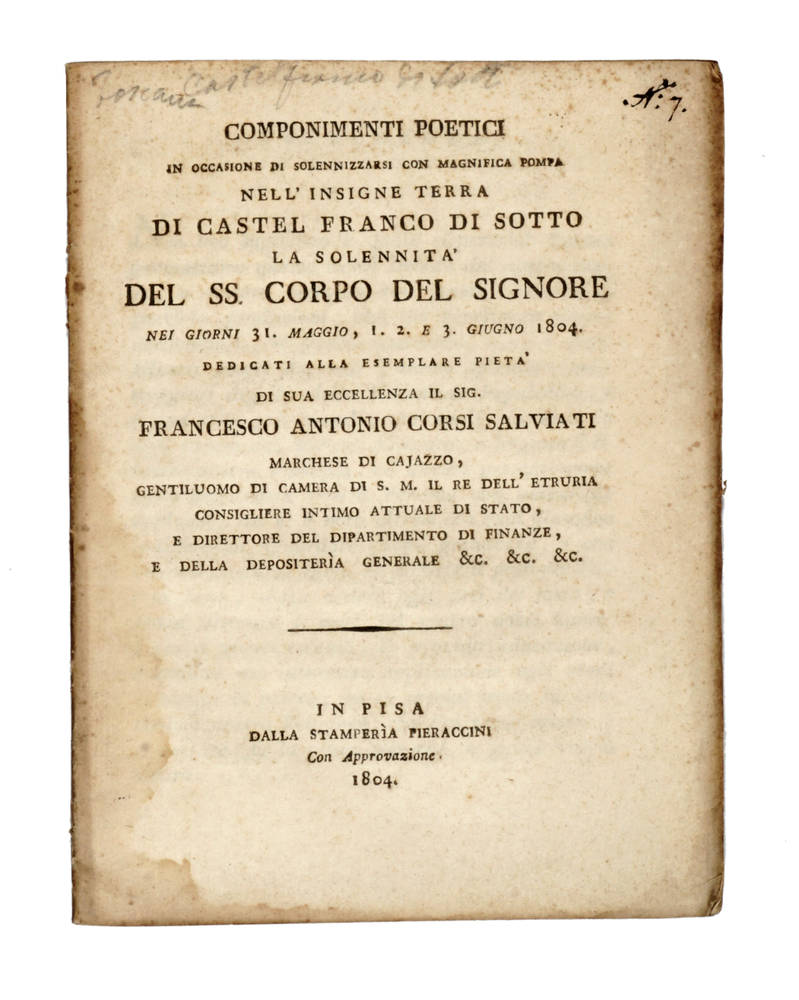 Toscana Castelfranco di Sott
N.° 7.
COMPONIMENTI POETICI
IN OCCASIONE DI SOLENNIZZARSI CON MAGNIFICA POMPA
NELL' INSIGNE TERRA
DI CASTEL FRANCO DI SOTTO
LA SOLENNITA'
DEL SS. CORPO DEL SIGNORE
NEI GIORNI 31. MAGGIO, 1. 2. E 3. GIUGNO 1804.
DEDICATI ALLA ESEMPLARE PIETA'
DI SUA ECCELLENZA IL SIG.
FRANCESCO ANTONIO CORSI SALVIATI
MARCHESE DI CAJAZZO,
GENTILUOMO DI CAMERA DI S. M. IL RE DELL' ETRURIA
CONSIGLIERE INTIMO ATTUALE DI STATO,
E DIRETTORE DEL DIPARTIMENTO DI FINANZE,
E DELLA DEPOSITERÌA GENERALE &C. &C. &C.
IN PISA
DALLA STAMPERÌA PIERACCINI
Con Approvazione.
1804.